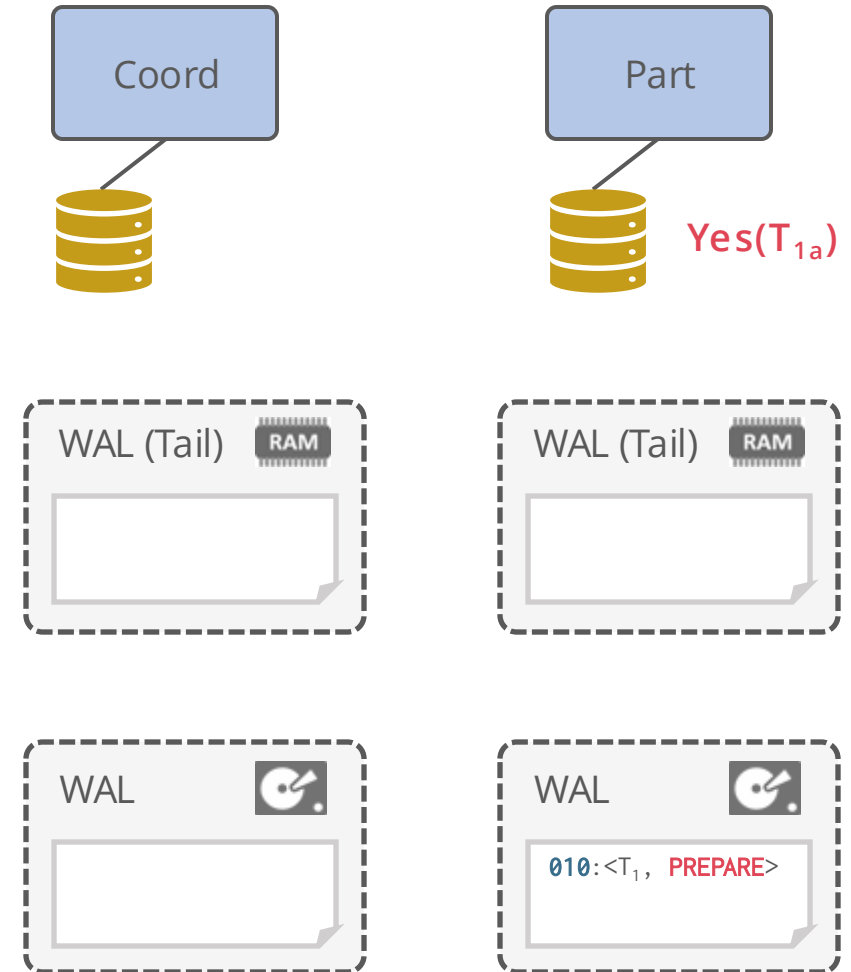 Coord
Part
Yes(T1a)
WAL (Tail) RAM
WAL (Tail) RAM
WAL
WAL
010:<T1, PREPARE>